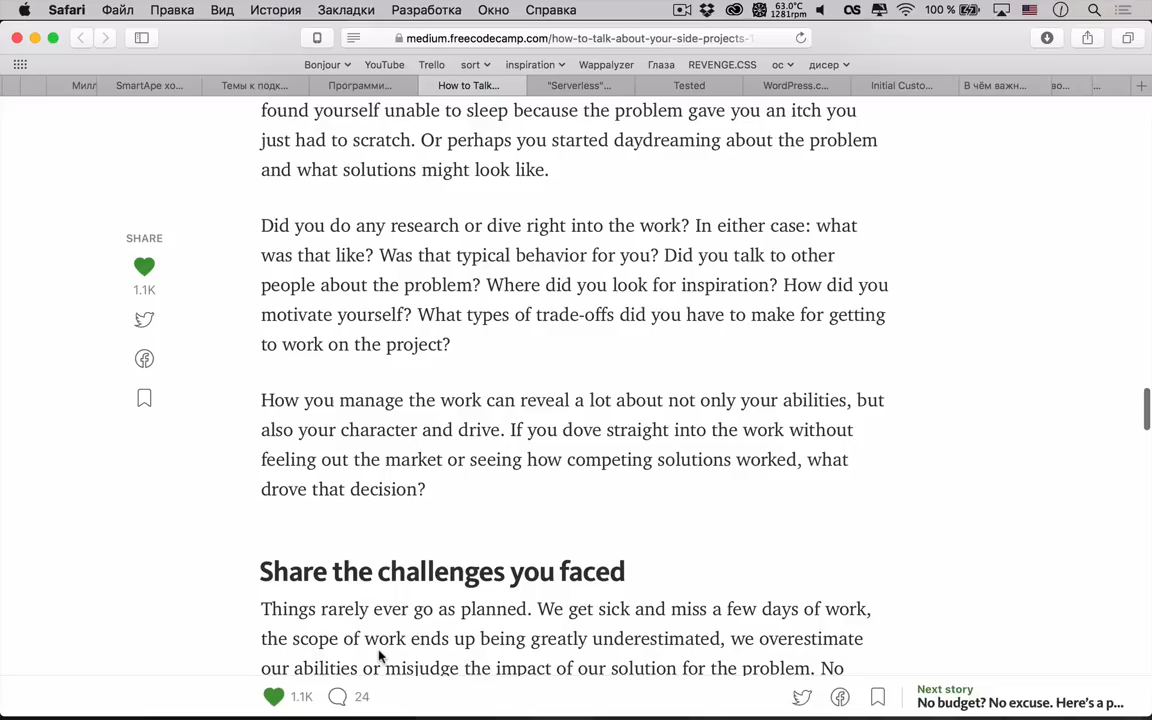 Safari Файл Правка Вид История Закладки Разработка Окно Справка 63.0°C 1281rpm 100 %
medium.freecodecamp.com/how-to-talk-about-your-side-projects-
Bonjour YouTube Trello sort inspiration Wappalyzer Глаза REVENGE.CSS ос дисер
Милл SmartApe хо... Темы к подк... Программи... How to Talk... "Serverless"... Tested WordPress.c... Initial Custo... В чём важн... во... ...
found yourself unable to sleep because the problem gave you an itch you
just had to scratch. Or perhaps you started daydreaming about the problem
and what solutions might look like.
Did you do any research or dive right into the work? In either case: what
was that like? Was that typical behavior for you? Did you talk to other
people about the problem? Where did you look for inspiration? How did you
motivate yourself? What types of trade-offs did you have to make for getting
to work on the project?
SHARE
1.1K
How you manage the work can reveal a lot about not only your abilities, but
also your character and drive. If you dove straight into the work without
feeling out the market or seeing how competing solutions worked, what
drove that decision?
Share the challenges you faced
Things rarely ever go as planned. We get sick and miss a few days of work,
the scope of work ends up being greatly underestimated, we overestimate
our abilities or misjudge the impact of our solution for the problem. No
1.1K 24
Next story
No budget? No excuse. Here's a p...